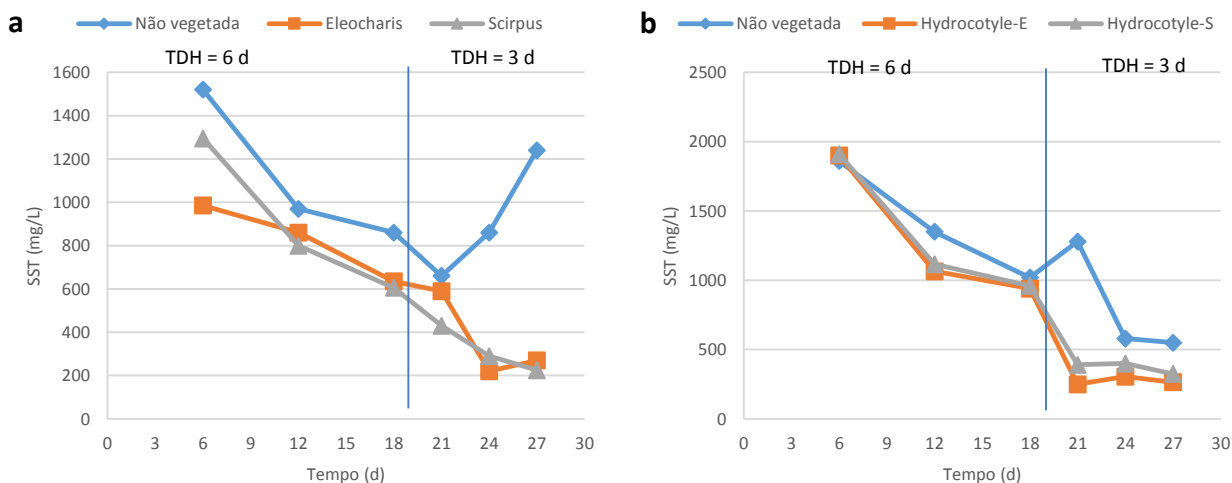 a
Não vegetada Eleocharis Scirpus
TDH = 6 d TDH = 3 d
1600
1400
1200
1000
800
600
400
200
0
SST (mg/L)
0 3 6 9 12 15 18 21 24 27 30
Tempo (d)
b
Não vegetada Hydrocotyle-E Hydrocotyle-S
TDH = 6 d TDH = 3 d
2500
2000
1500
1000
500
0
SST (mg/L)
0 3 6 9 12 15 18 21 24 27 30
Tempo (d)